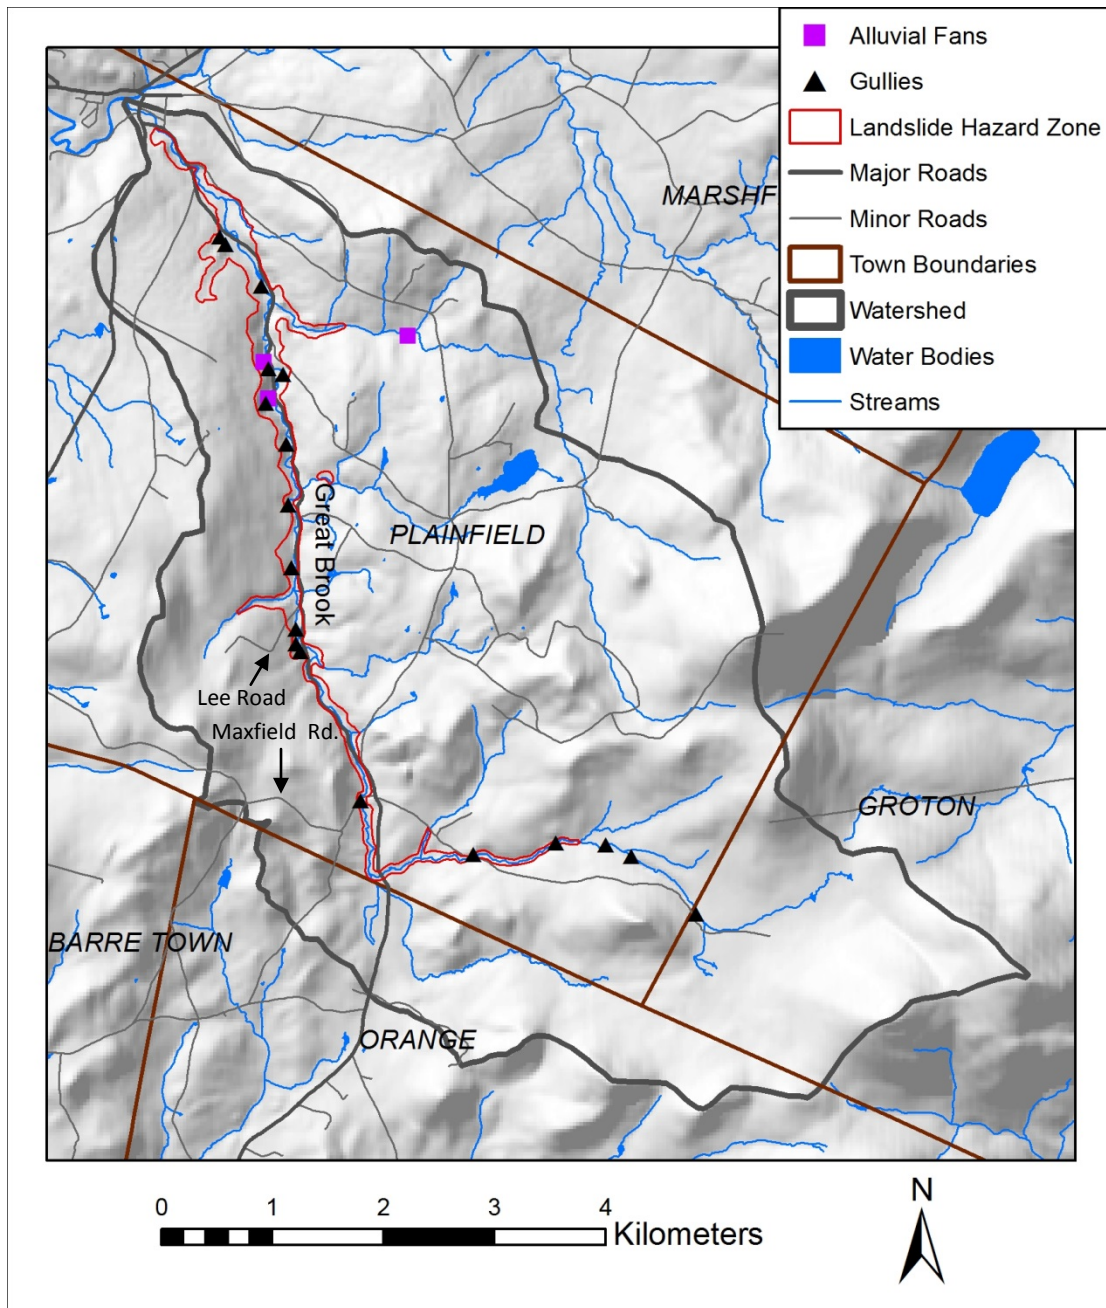 Alluvial Fans
Gullies
Landslide Hazard Zone
Major Roads
Minor Roads
Town Boundaries
Watershed
Water Bodies
Streams
MARSHF
PLAINFIELD
Great Brook
Lee Road
Maxfield Rd.
GROTON
BARRE TOWN
ORANGE
0 1 2 3 4
Kilometers
N